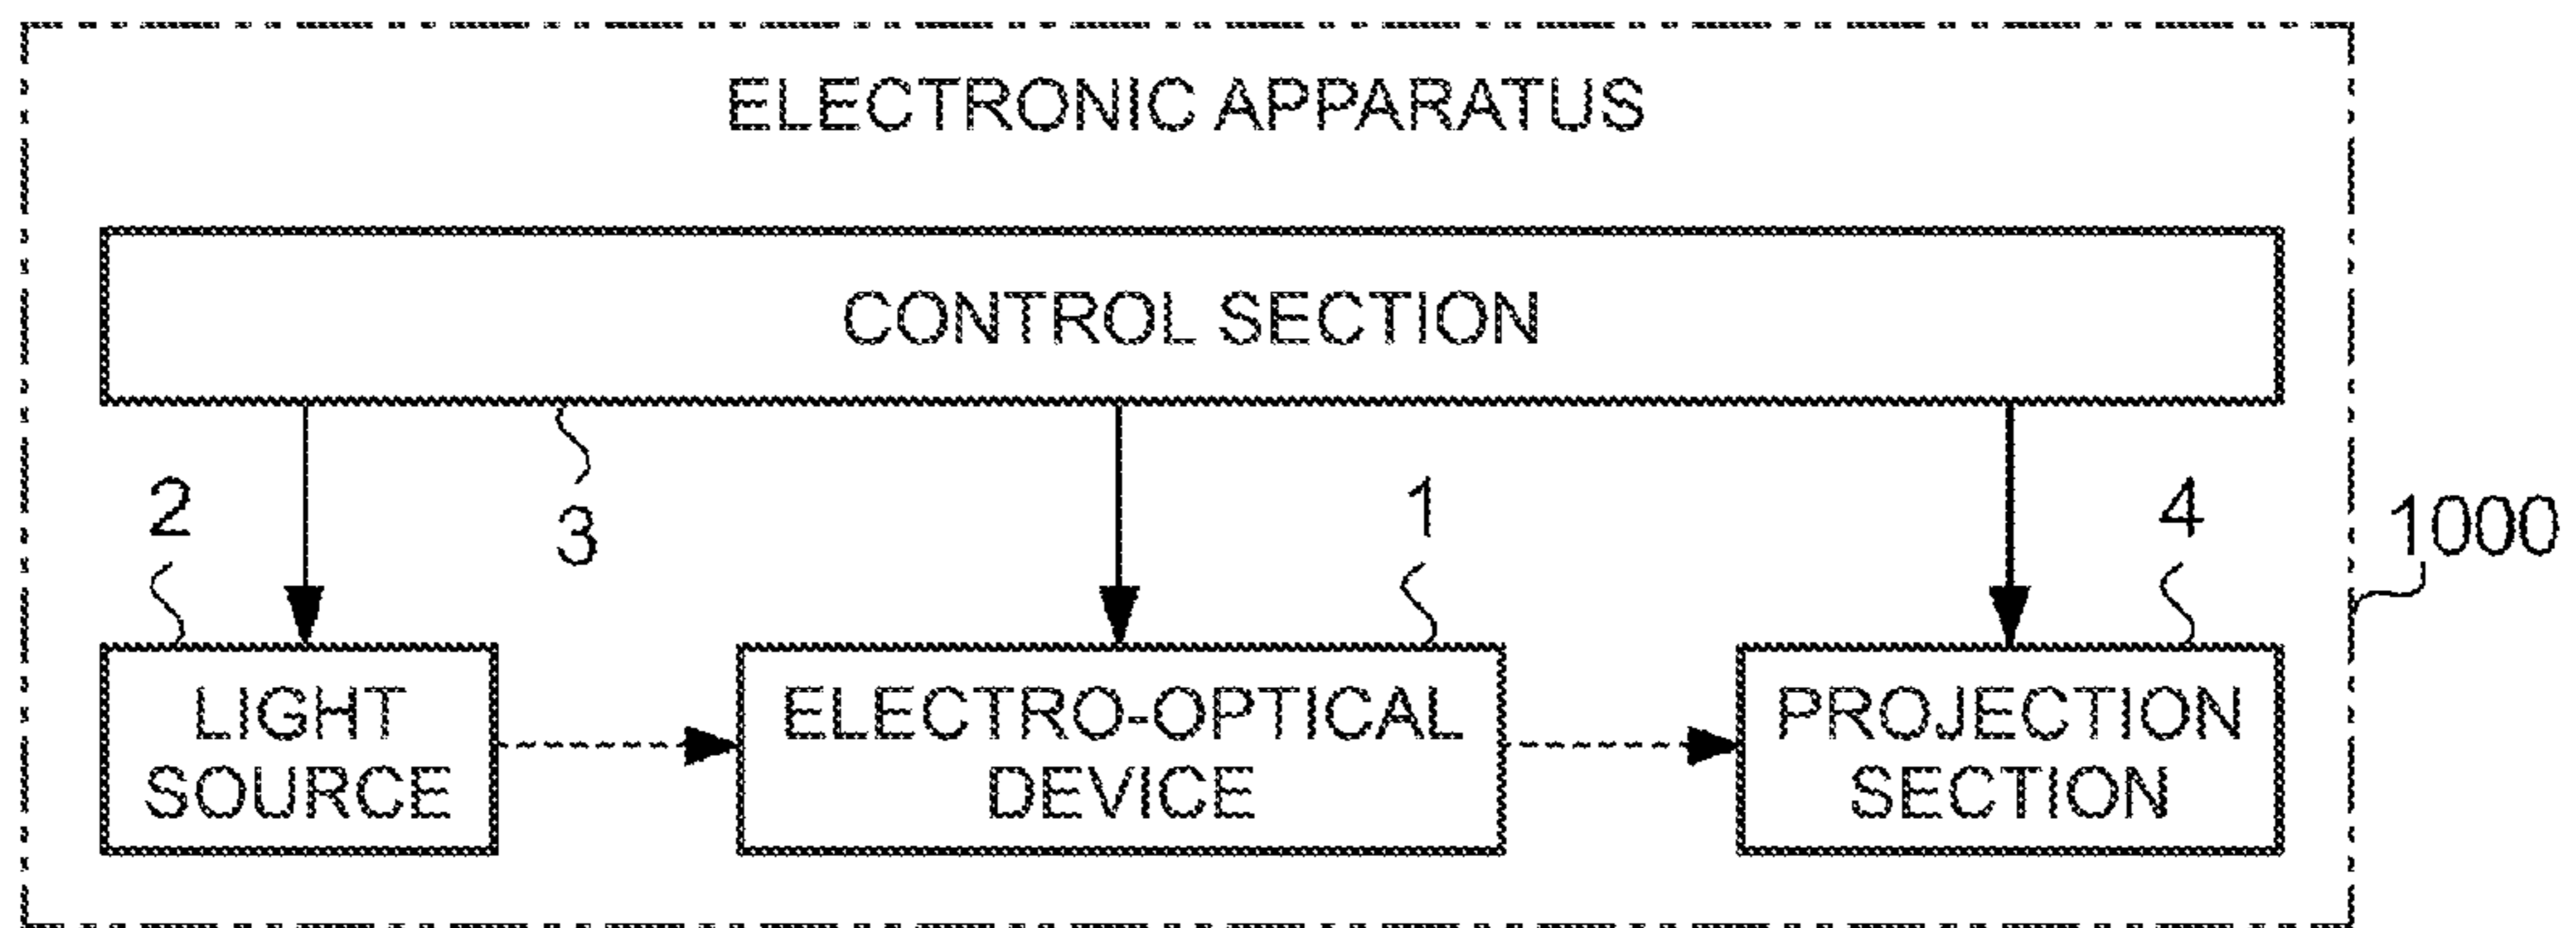 ELECTRONIC APPARATUS
CONTROL SECTION
2
3
1
4
1000
LIGHT
SOURCE
ELECTRO-OPTICAL
DEVICE
PROJECTION
SECTION